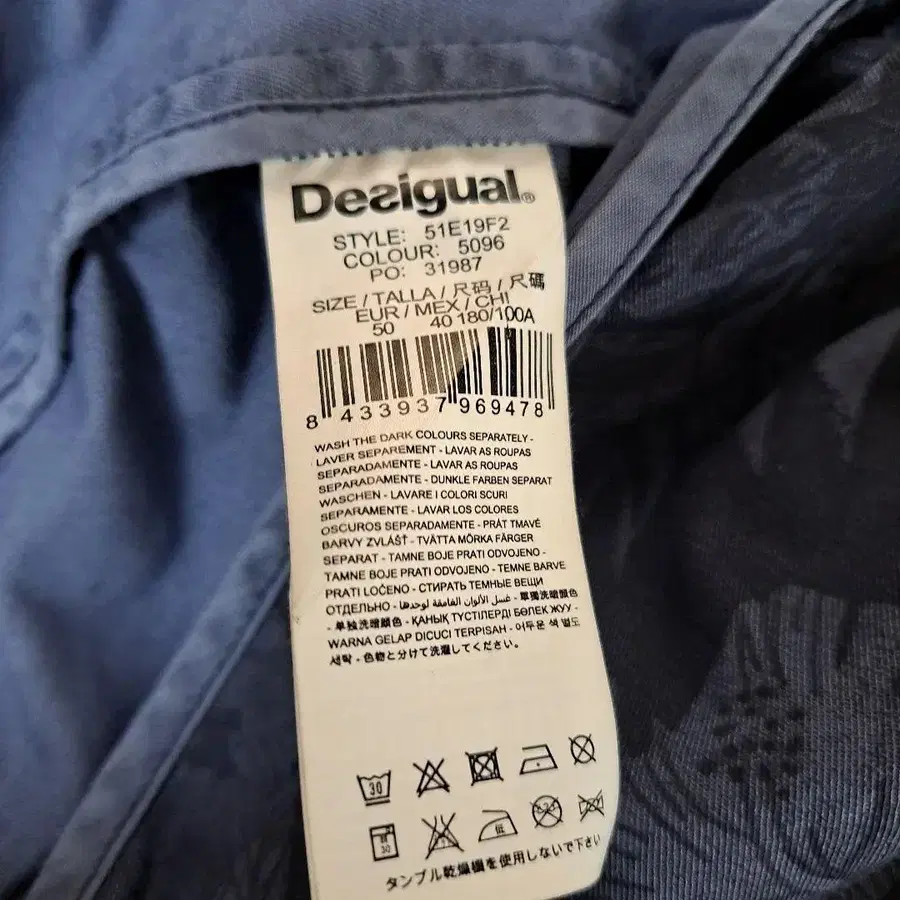 Desigual®
STYLE: 51E19F2
COLOUR: 5096
PO: 31987
SIZE / TALLA / 尺码 / 尺碼
EUR / MEX / CHI
50 40 180/100A
8 433937 969478
WASH THE DARK COLOURS SEPARATELY -
LAVER SEPAREMENT - LAVAR AS ROUPAS
SEPARADAMENTE - LAVAR AS ROUPAS
SEPARADAMENTE - DUNKLE FARBEN SEPARAT
WASCHEN - LAVARE I COLORI SCURI
SEPARAMENTE - LAVAR LOS COLORES
OSCUROS SEPARADAMENTE - PRÁT TMAVÉ
BARVY ZVLÁŠŤ - TVÄTTA MÖRKA FÄRGER
SEPARAT - TAMNE BOJE PRATI ODVOJENO -
TAMNE BOJE PRATI ODVOJENO - TEMNE BARVE
PRATI LOČENO - СТИРАТЬ ТЕМНЫЕ ВЕЩИ
ОТДЕЛЬНО - غسل الألوان الغامقة لوحدها - 單獨洗暗顏色
- 单独洗暗颜色 - ҚАНЫҚ ТҮСТІЛЕРДІ БӨЛЕК ЖУУ -
WARNA GELAP DICUCI TERPISAH - 어두운 색 별도
세탁 - 色物と分けて洗濯してください。
30
30
低
タンブル乾燥機を使用しないで下さい